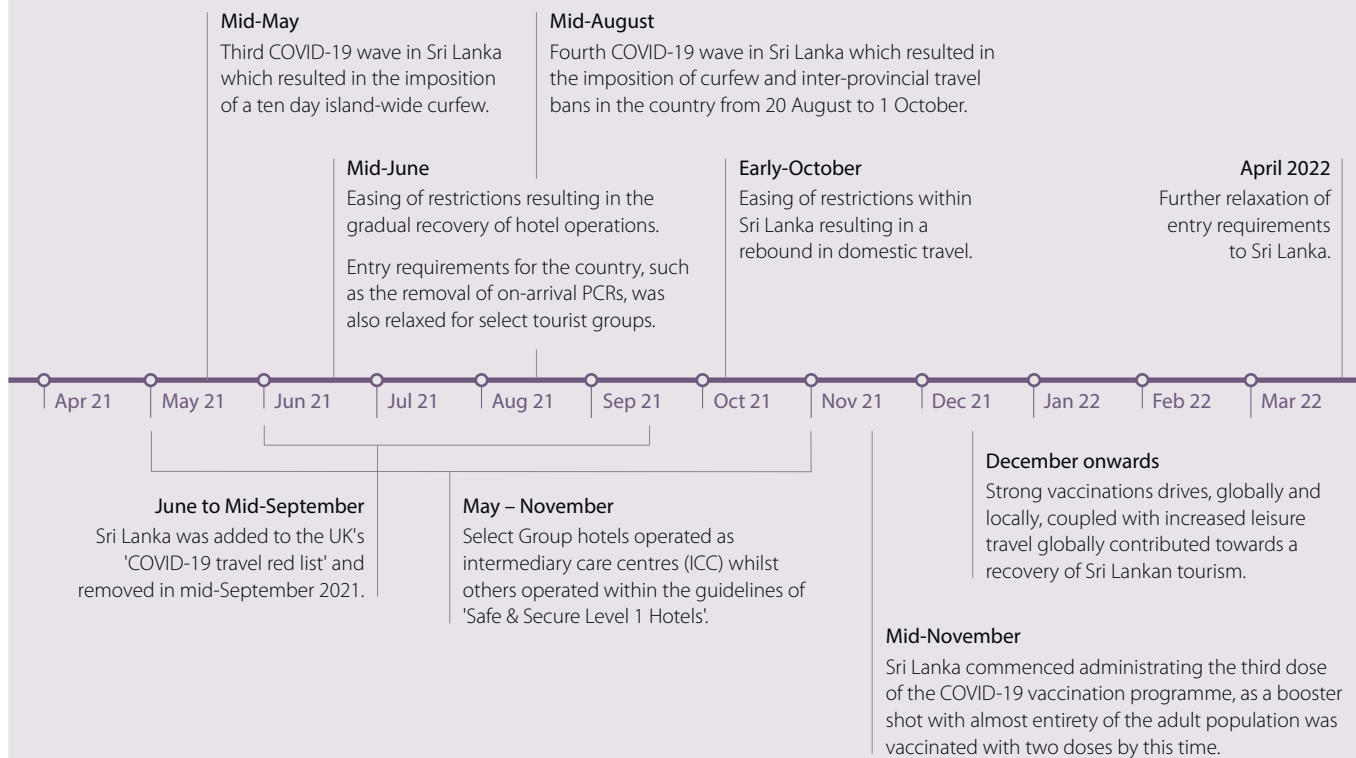 Mid-May
Third COVID-19 wave in Sri Lanka
which resulted in the imposition
of a ten day island-wide curfew.
Mid-August
Fourth COVID-19 wave in Sri Lanka which resulted in
the imposition of curfew and inter-provincial travel
bans in the country from 20 August to 1 October.
Mid-June
Easing of restrictions resulting in the
gradual recovery of hotel operations.
Entry requirements for the country, such
as the removal of on-arrival PCRs, was
also relaxed for select tourist groups.
Early-October
Easing of restrictions within
Sri Lanka resulting in a
rebound in domestic travel.
April 2022
Further relaxation of
entry requirements
to Sri Lanka.
Apr 21
May 21
Jun 21
Jul 21
Aug 21
Sep 21
Oct 21
Nov 21
Dec 21
Jan 22
Feb 22
Mar 22
June to Mid-September
Sri Lanka was added to the UK's
'COVID-19 travel red list' and
removed in mid-September 2021.
May – November
Select Group hotels operated as
intermediary care centres (ICC) whilst
others operated within the guidelines of
'Safe & Secure Level 1 Hotels'.
December onwards
Strong vaccinations drives, globally and
locally, coupled with increased leisure
travel globally contributed towards a
recovery of Sri Lankan tourism.
Mid-November
Sri Lanka commenced administrating the third dose
of the COVID-19 vaccination programme, as a booster
shot with almost entirety of the adult population was
vaccinated with two doses by this time.